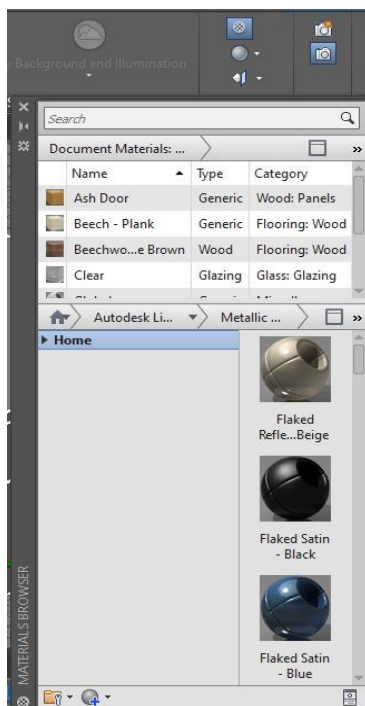 Background and Illumination
Search
Document Materials: ...
»
Name Type Category
Ash Door Generic Wood: Panels
Beech - Plank Generic Flooring: Wood
Beechwo...e Brown Wood Flooring: Wood
Clear Glazing Glass: Glazing
Autodesk Li... Metallic ... »
Home
Flaked
Refle...Beige
Flaked Satin
- Black
Flaked Satin
- Blue
MATERIALS BROWSER